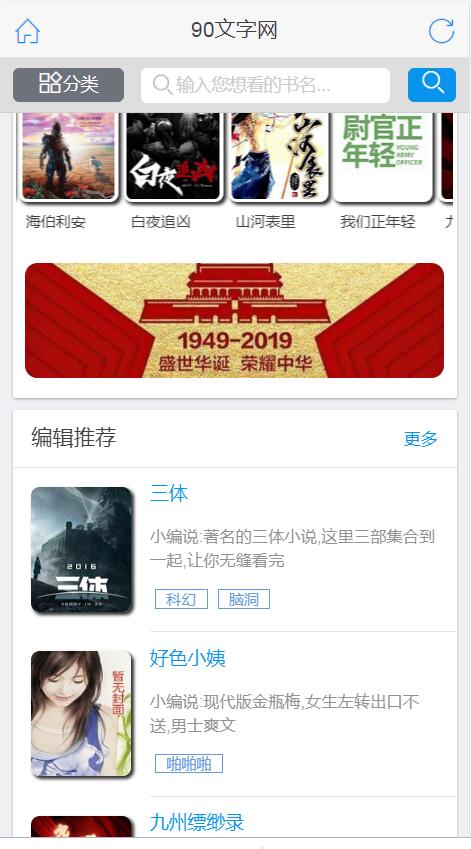 90文字网
分类
输入您想看的书名...
白夜追凶
山河表里
尉官正
年轻
YOUNG
ARMY
OFFICER
海伯利安
白夜追凶
山河表里
我们正年轻
1949-2019
盛世华诞 荣耀中华
编辑推荐
更多
2016
三体
三体
小编说:著名的三体小说,这里三部集合到
一起,让你无缝看完
科幻
脑洞
暂无封面
好色小姨
小编说:现代版金瓶梅,女生左转出口不
送,男士爽文
啪啪啪
九州缥缈录